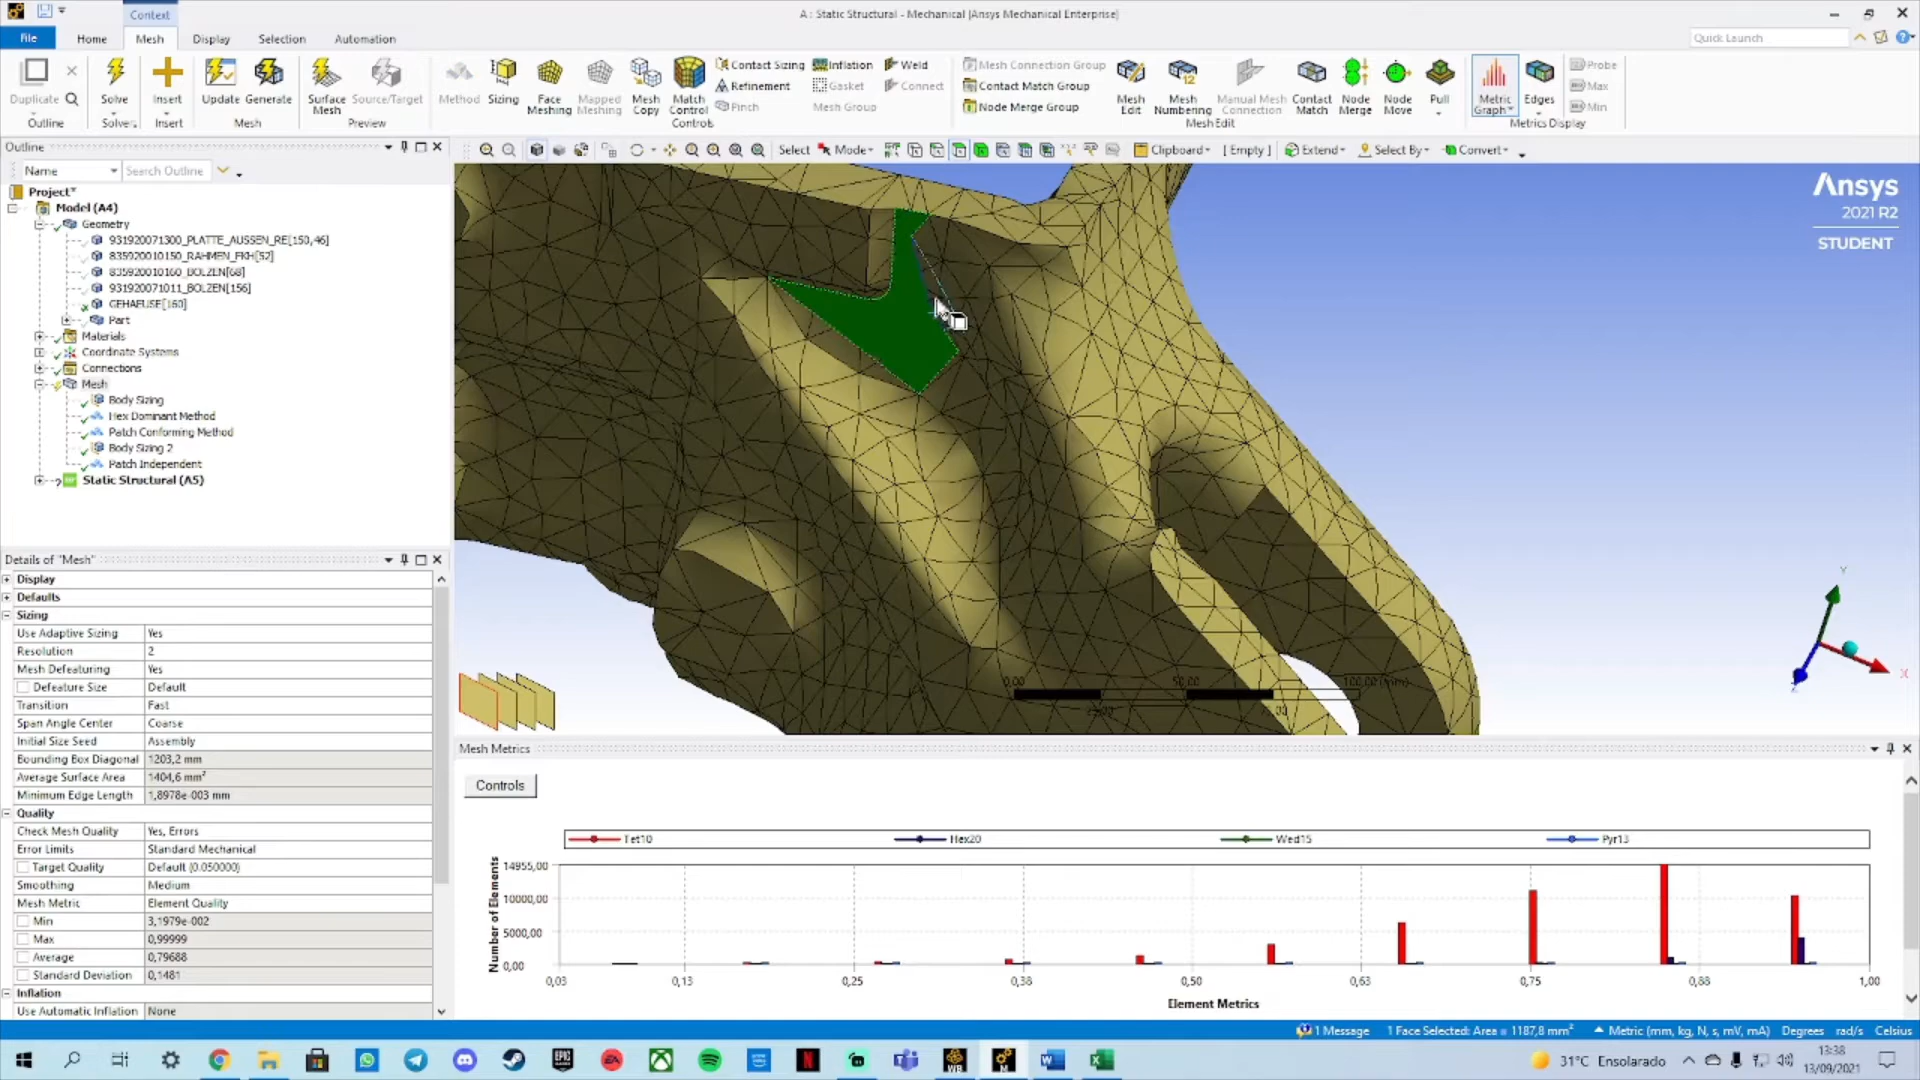 Context
A : Static Structural - Mechanical [Ansys Mechanical Enterprise]
File Home Mesh Display Selection Automation
Quick Launch
Duplicate
Outline
Solve
Solve
Insert
Insert
Update Generate
Mesh
Surface Mesh
Source/Target
Preview
Method Sizing Face Meshing Mapped Meshing Mesh Copy Match Control
Contact Sizing
Refinement
Pinch
Inflation
Gasket
Mesh Group
Weld
Connect
Controls
Mesh Connection Group
Contact Match Group
Node Merge Group
Mesh Edit
Mesh Numbering
Manual Mesh Connection
Contact Match
Node Merge
Node Move
Pull
Mesh Edit
Metric Graph
Edges
Probe
Max
Min
Metrics Display
Outline
Name Search Outline
Select Mode Clipboard [ Empty ] Extend Select By Convert
Project*
Model (A4)
Geometry
931920071300_PLATTE_AUSSEN_RE[150,46]
835920010150_RAHMEN_FKH[52]
835920010160_BOLZEN[68]
931920071011_BOLZEN[156]
GEHAEUSE[160]
Part
Materials
Coordinate Systems
Connections
Mesh
Body Sizing
Hex Dominant Method
Patch Conforming Method
Body Sizing 2
Patch Independent
Static Structural (A5)
Ansys
2021 R2
STUDENT
Details of "Mesh"
Display
Defaults
Sizing
Use Adaptive Sizing Yes
Resolution 2
Mesh Defeaturing Yes
Defeature Size Default
Transition Fast
Span Angle Center Coarse
Initial Size Seed Assembly
Bounding Box Diagonal 1203,2 mm
Average Surface Area 1404,6 mm²
Minimum Edge Length 1,8978e-003 mm
Quality
Check Mesh Quality Yes, Errors
Error Limits Standard Mechanical
Target Quality Default (0.050000)
Smoothing Medium
Mesh Metric Element Quality
Min 3,1979e-002
Max 0,99999
Average 0,79688
Standard Deviation 0,1481
Inflation
Use Automatic Inflation None
0,00 50,00 100,00 (mm)
25,00 75,00
Y
X
Z
Mesh Metrics
Controls
Tet10 Hex20 Wed15 Pyr13
Number of Elements
14955,00
10000,00
5000,00
0,00
0,03 0,13 0,25 0,38 0,50 0,63 0,75 0,88 1,00
Element Metrics
1 Message 1 Face Selected: Area = 1187,8 mm² Metric (mm, kg, N, s, mV, mA) Degrees rad/s Celsius
31°C Ensolarado
13:38
13/09/2021